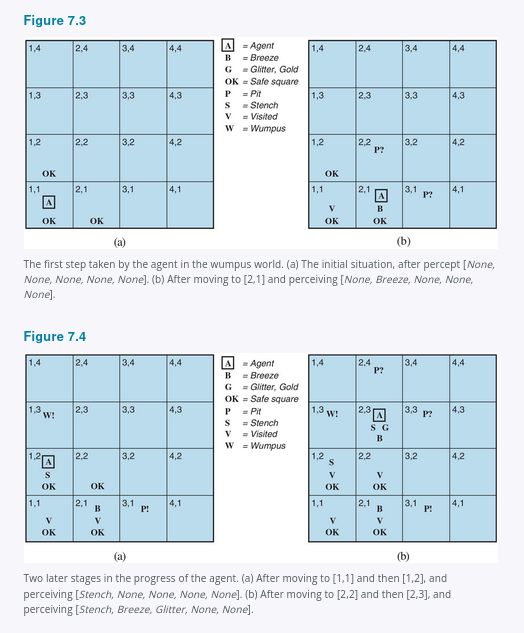 Figure 7.3
1,4 2,4 3,4 4,4
1,3 2,3 3,3 4,3
1,2 2,2 3,2 4,2
OK
1,1 2,1 3,1 4,1
A
OK OK
(a)
A = Agent
B = Breeze
G = Glitter, Gold
OK = Safe square
P = Pit
S = Stench
V = Visited
W = Wumpus
1,4 2,4 3,4 4,4
1,3 2,3 3,3 4,3
1,2 2,2 P? 3,2 4,2
OK
1,1 2,1 A 3,1 P? 4,1
V B
OK OK
(b)
The first step taken by the agent in the wumpus world. (a) The initial situation, after percept [None,
None, None, None, None]. (b) After moving to [2,1] and perceiving [None, Breeze, None, None,
None].
Figure 7.4
1,4 2,4 3,4 4,4
1,3 W! 2,3 3,3 4,3
1,2 A 2,2 3,2 4,2
S
OK OK
1,1 2,1 B 3,1 P! 4,1
V V
OK OK
(a)
A = Agent
B = Breeze
G = Glitter, Gold
OK = Safe square
P = Pit
S = Stench
V = Visited
W = Wumpus
1,4 2,4 P? 3,4 4,4
1,3 W! 2,3 A 3,3 P? 4,3
S G
B
1,2 S 2,2 3,2 4,2
V V
OK OK
1,1 2,1 B 3,1 P! 4,1
V V
OK OK
(b)
Two later stages in the progress of the agent. (a) After moving to [1,1] and then [1,2], and
perceiving [Stench, None, None, None, None]. (b) After moving to [2,2] and then [2,3], and
perceiving [Stench, Breeze, Glitter, None, None].